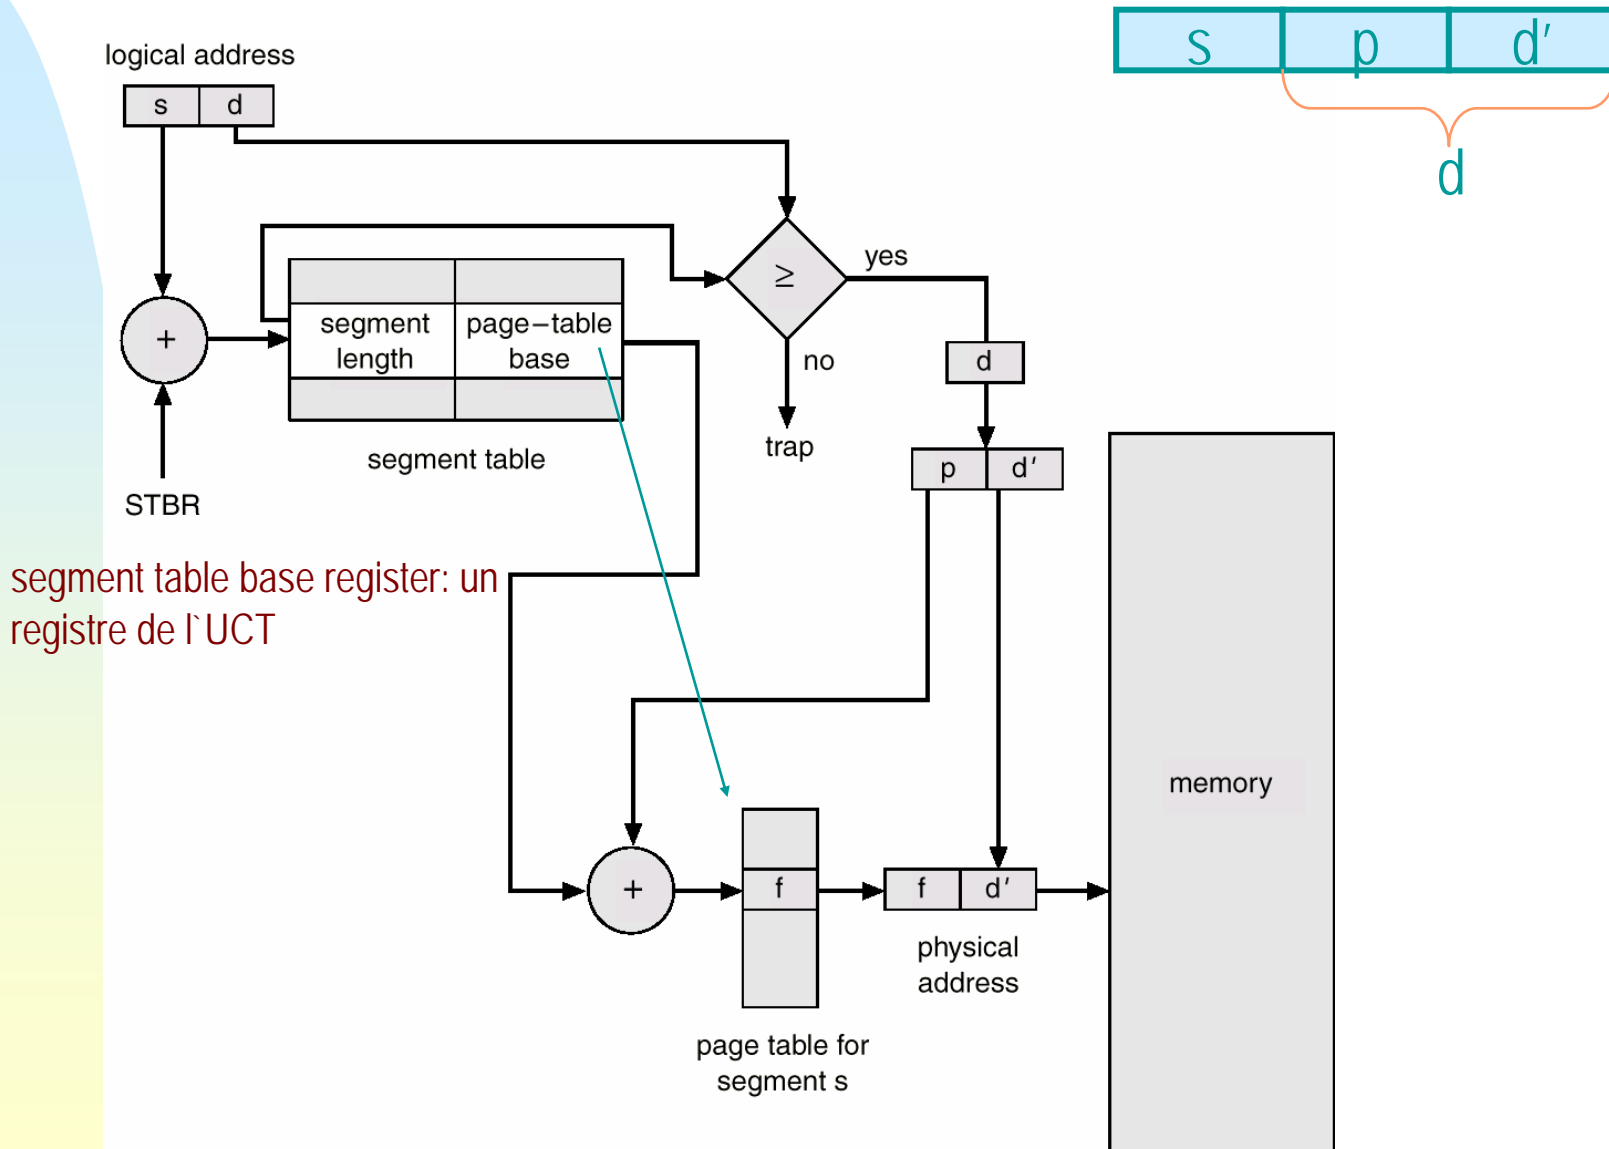 s p d′
d
logical address
s d
≥
yes
no
trap
+
segment length
page–table base
segment table
STBR
d
p d′
segment table base register: un
registre de l`UCT
memory
+
f
f d′
physical
address
page table for
segment s